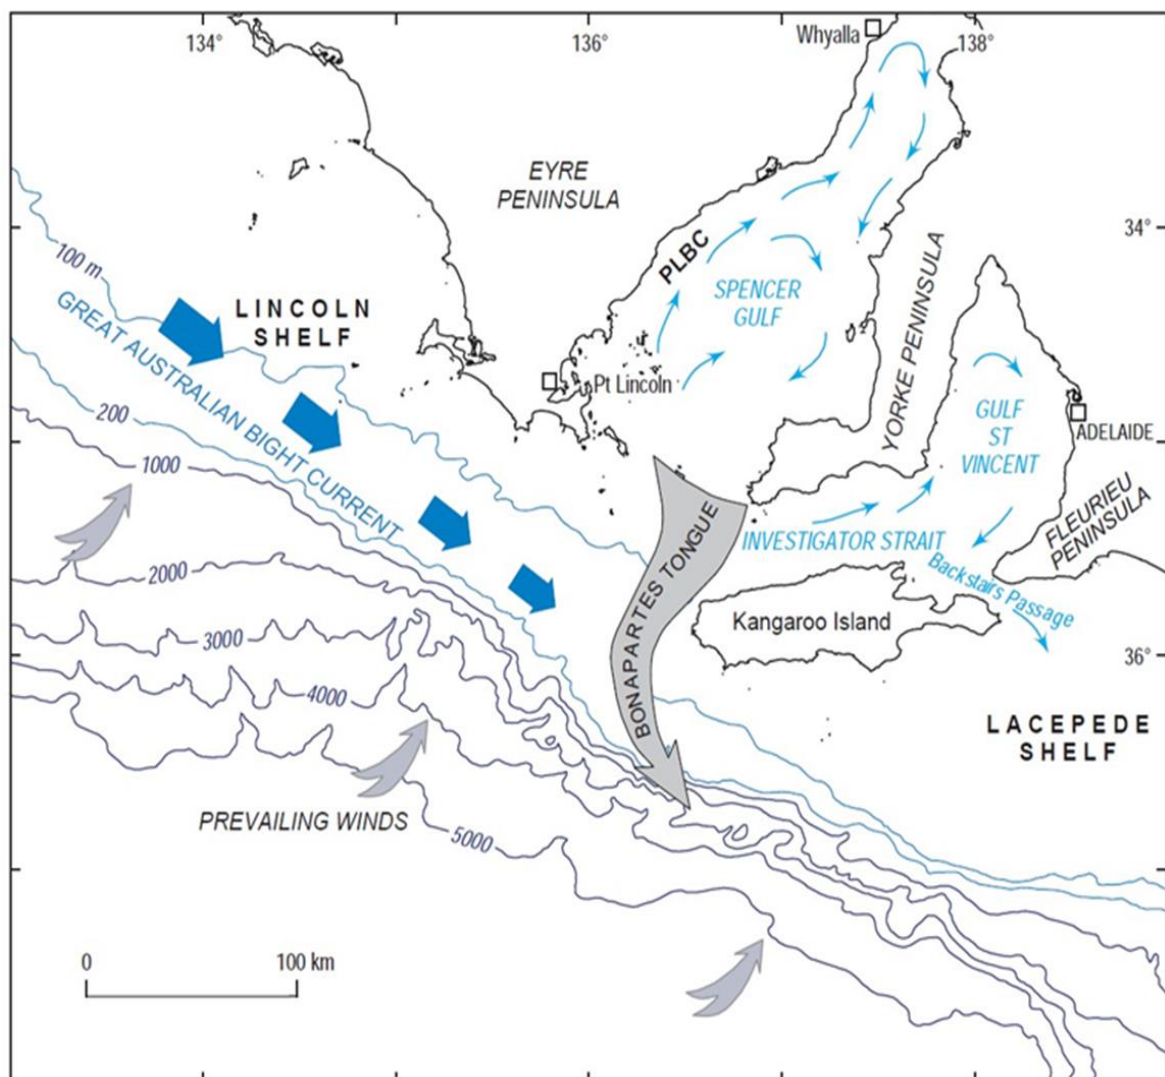 134°
136°
138°
Whyalla
EYRE
PENINSULA
34°
PLBC
100 m
SPENCER
GULF
YORKE PENINSULA
LINCOLN
SHELF
GREAT AUSTRALIAN BIGHT CURRENT
Pt Lincoln
200
GULF
ST
VINCENT
ADELAIDE
1000
FLEURIEU
PENINSULA
BONAPARTES TONGUE
INVESTIGATOR STRAIT
Backstairs Passage
2000
Kangaroo Island
3000
36°
4000
LACEPEDE
SHELF
PREVAILING WINDS
5000
0
100 km